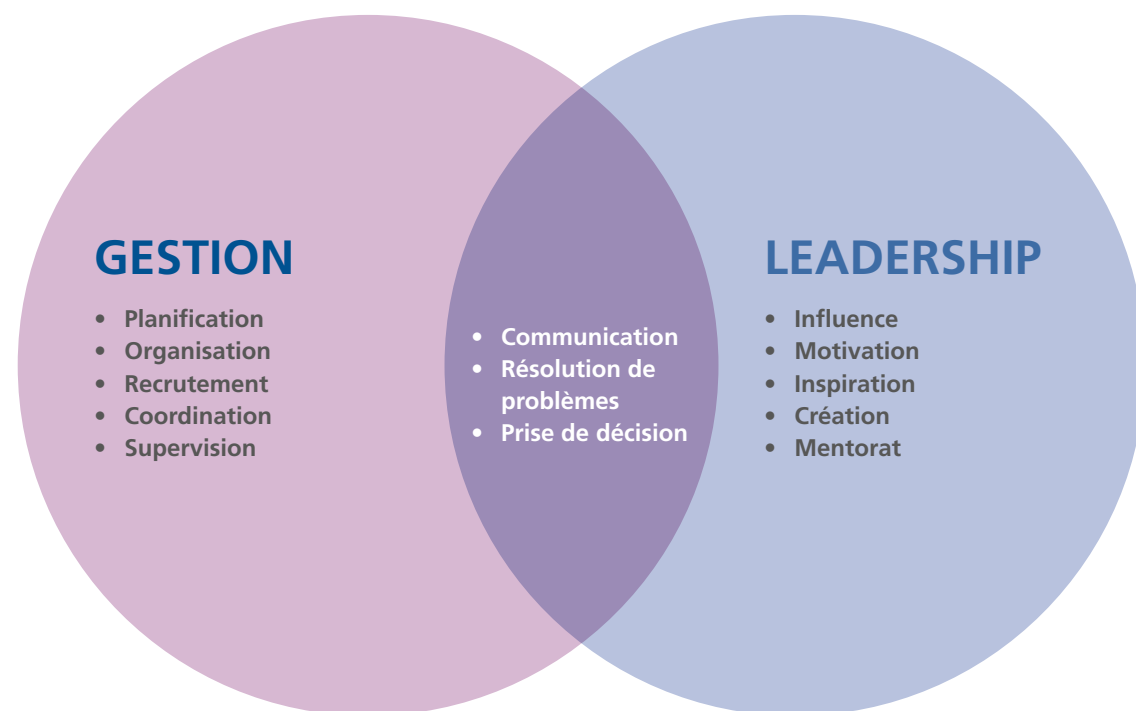 GESTION
• Planification
• Organisation
• Recrutement
• Coordination
• Supervision
• Communication
• Résolution de
problèmes
• Prise de décision
LEADERSHIP
• Influence
• Motivation
• Inspiration
• Création
• Mentorat